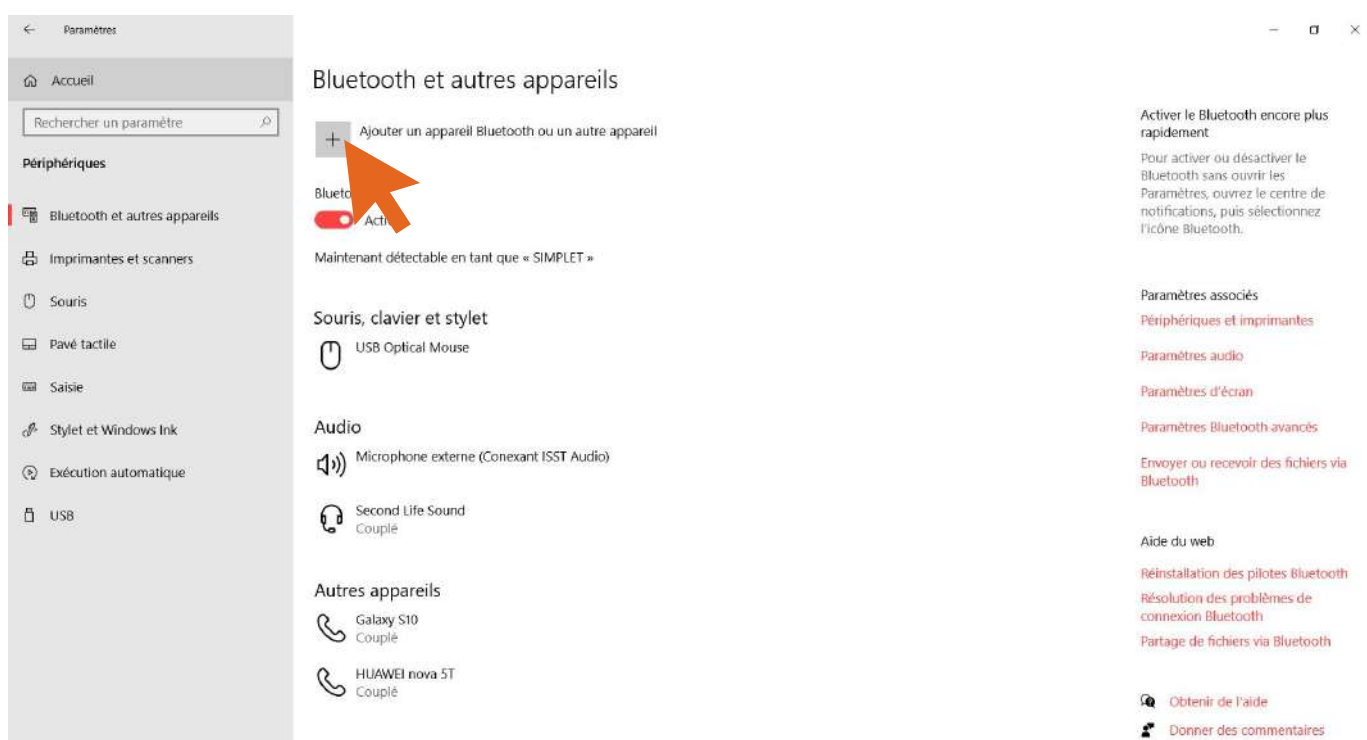 Paramètres
Accueil
Rechercher un paramètre
Périphériques
Bluetooth et autres appareils
Imprimantes et scanners
Souris
Pavé tactile
Saisie
Stylet et Windows Ink
Exécution automatique
USB
Bluetooth et autres appareils
Ajouter un appareil Bluetooth ou un autre appareil
Maintenant détectable en tant que « SIMPLET »
Souris, clavier et stylet
USB Optical Mouse
Audio
Microphone externe (Conexant ISST Audio)
Second Life Sound
Couplé
Autres appareils
Galaxy S10
Couplé
HUAWEI nova 5T
Couplé
Activer le Bluetooth encore plus
rapidement
Pour activer ou désactiver le
Bluetooth sans ouvrir les
Paramètres, ouvrez le centre de
notifications, puis sélectionnez
l'icône Bluetooth.
Paramètres associés
Périphériques et imprimantes
Paramètres audio
Paramètres d'écran
Paramètres Bluetooth avancés
Envoyer ou recevoir des fichiers via
Bluetooth
Aide du web
Réinstallation des pilotes Bluetooth
Résolution des problèmes de
connexion Bluetooth
Partage de fichiers via Bluetooth
Obtenir de l'aide
Donner des commentaires